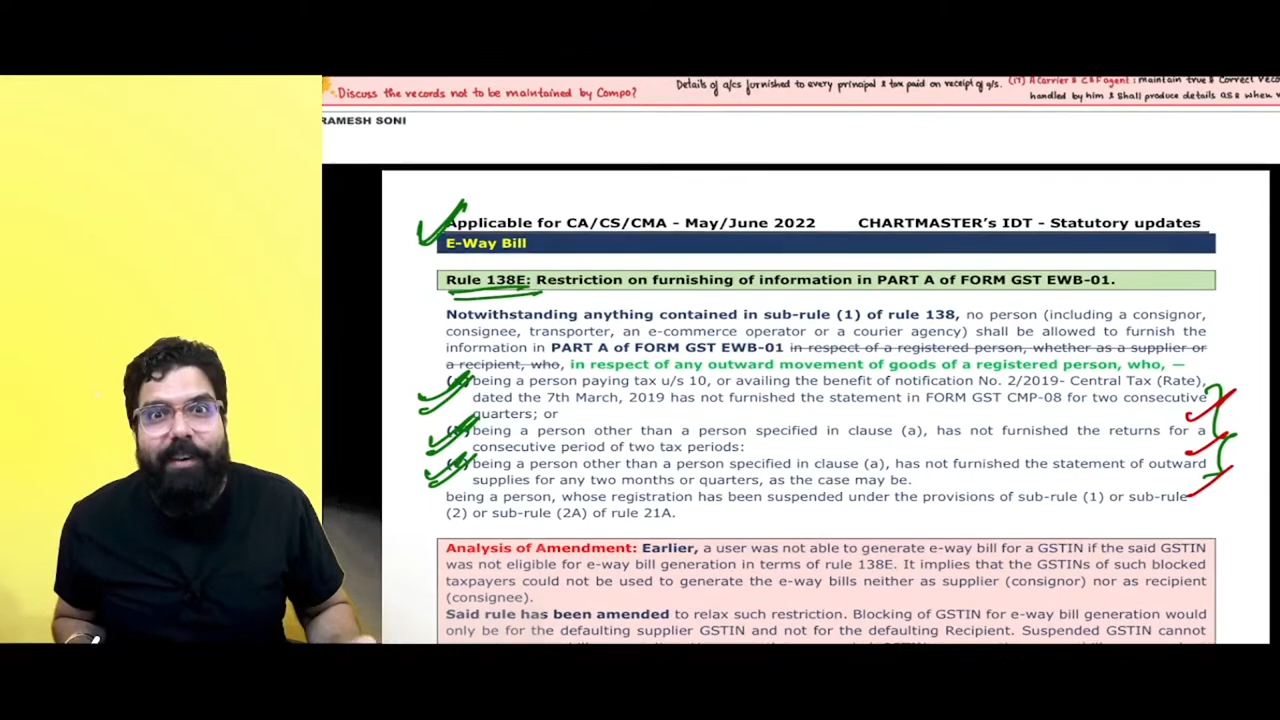 Discuss the records not to be maintained by Compo?
Details of a/cs furnished to every principal & tax paid on receipt of g/s.
(17) A Carrier & C&F agent : maintain true & correct
handled by him & shall produce details as & when
RAMESH SONI
Applicable for CA/CS/CMA - May/June 2022 CHARTMASTER's IDT - Statutory updates
E-Way Bill
Rule 138E: Restriction on furnishing of information in PART A of FORM GST EWB-01.
Notwithstanding anything contained in sub-rule (1) of rule 138, no person (including a consignor,
consignee, transporter, an e-commerce operator or a courier agency) shall be allowed to furnish the
information in PART A of FORM GST EWB-01 in respect of a registered person, whether as a supplier or
a recipient, who, in respect of any outward movement of goods of a registered person, who, —
being a person paying tax u/s 10, or availing the benefit of notification No. 2/2019- Central Tax (Rate),
dated the 7th March, 2019 has not furnished the statement in FORM GST CMP-08 for two consecutive
quarters; or
being a person other than a person specified in clause (a), has not furnished the returns for a
consecutive period of two tax periods:
being a person other than a person specified in clause (a), has not furnished the statement of outward
supplies for any two months or quarters, as the case may be.
being a person, whose registration has been suspended under the provisions of sub-rule (1) or sub-rule
(2) or sub-rule (2A) of rule 21A.
Analysis of Amendment: Earlier, a user was not able to generate e-way bill for a GSTIN if the said GSTIN
was not eligible for e-way bill generation in terms of rule 138E. It implies that the GSTINs of such blocked
taxpayers could not be used to generate the e-way bills neither as supplier (consignor) nor as recipient
(consignee).
Said rule has been amended to relax such restriction. Blocking of GSTIN for e-way bill generation would
only be for the defaulting supplier GSTIN and not for the defaulting Recipient. Suspended GSTIN cannot